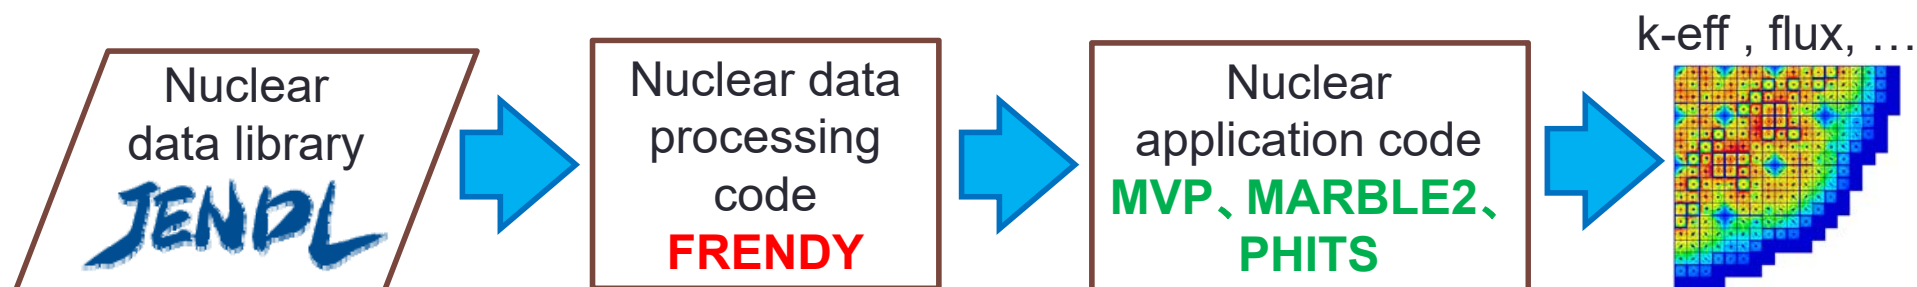 Nuclear
data library
JENDL
Nuclear data
processing
code
FRENDY
Nuclear
application code
MVP、MARBLE2、
PHITS
k-eff , flux, …